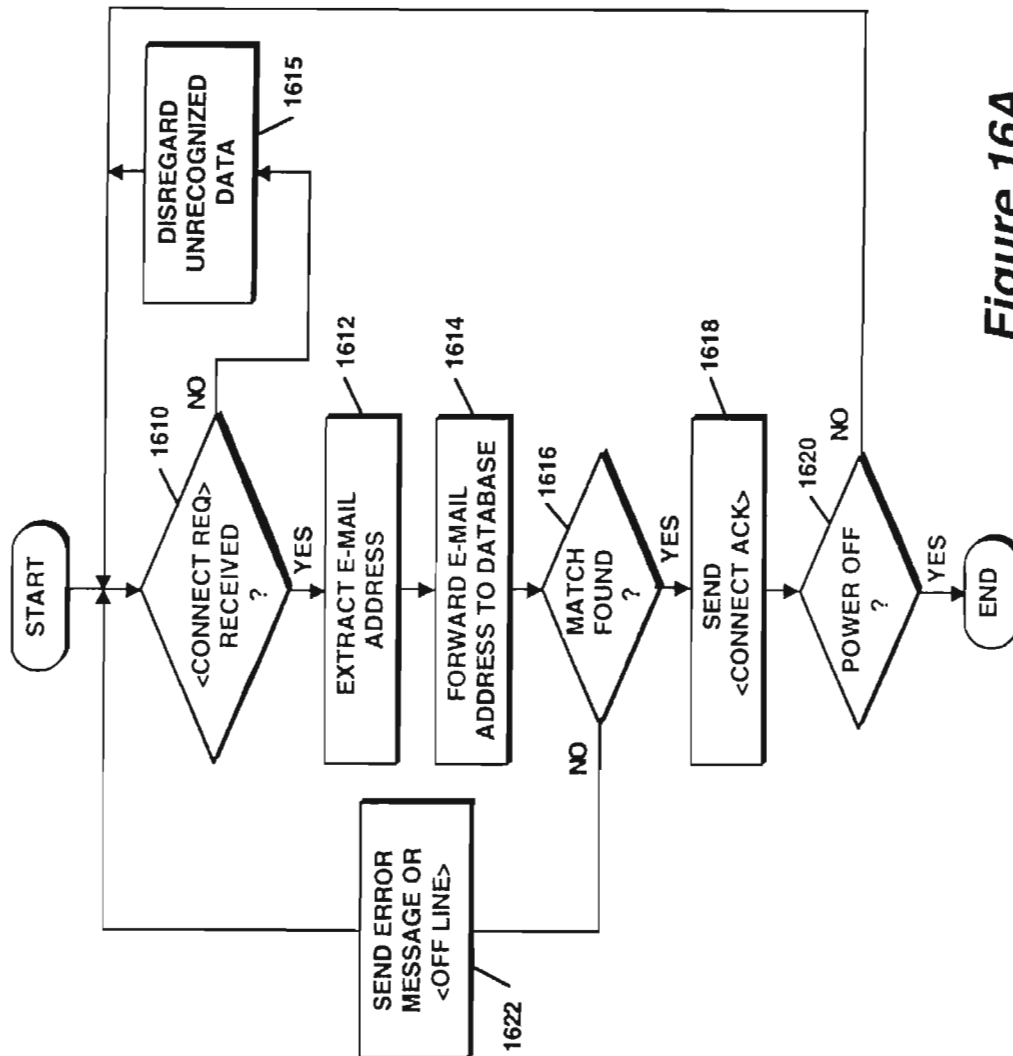 START
<CONNECT REQ>
RECEIVED
?
1610
NO
YES
DISREGARD
UNRECOGNIZED
DATA
1615
EXTRACT E-MAIL
ADDRESS
1612
FORWARD E-MAIL
ADDRESS TO DATABASE
1614
MATCH
FOUND
?
1616
NO
YES
SEND ERROR
MESSAGE OR
<OFF LINE>
1622
SEND
<CONNECT ACK>
1618
POWER OFF
?
1620
NO
YES
END
Figure 16A